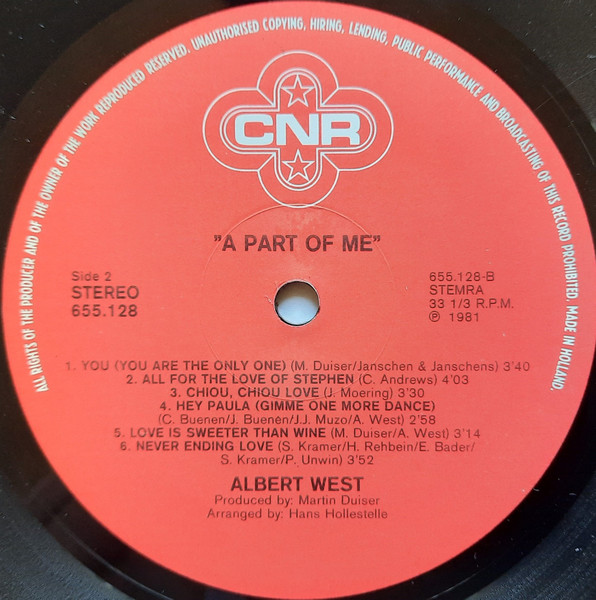 ALL RIGHTS OF THE PRODUCER AND OF THE OWNER OF THE WORK REPRODUCED RESERVED. UNAUTHORISED COPYING, HIRING, LENDING, PUBLIC PERFORMANCE AND BROADCASTING OF THIS RECORD PROHIBITED. MADE IN HOLLAND.
CNR
"A PART OF ME"
Side 2
STEREO
655.128
655.128-B
STEMRA
33 1/3 R.P.M.
℗ 1981
1. YOU (YOU ARE THE ONLY ONE) (M. Duiser/Janschen & Janschens) 3'40
2. ALL FOR THE LOVE OF STEPHEN (C. Andrews) 4'03
3. CHIOU, CHIOU LOVE (J. Moering) 3'30
4. HEY PAULA (GIMME ONE MORE DANCE)
(C. Buenen/J. Buenen/J.J. Muzo/A. West) 2'58
5. LOVE IS SWEETER THAN WINE (M. Duiser/A. West) 3'14
6. NEVER ENDING LOVE (S. Kramer/H. Rehbein/E. Bader/
S. Kramer/P. Unwin) 3'52
ALBERT WEST
Produced by: Martin Duiser
Arranged by: Hans Hollestelle